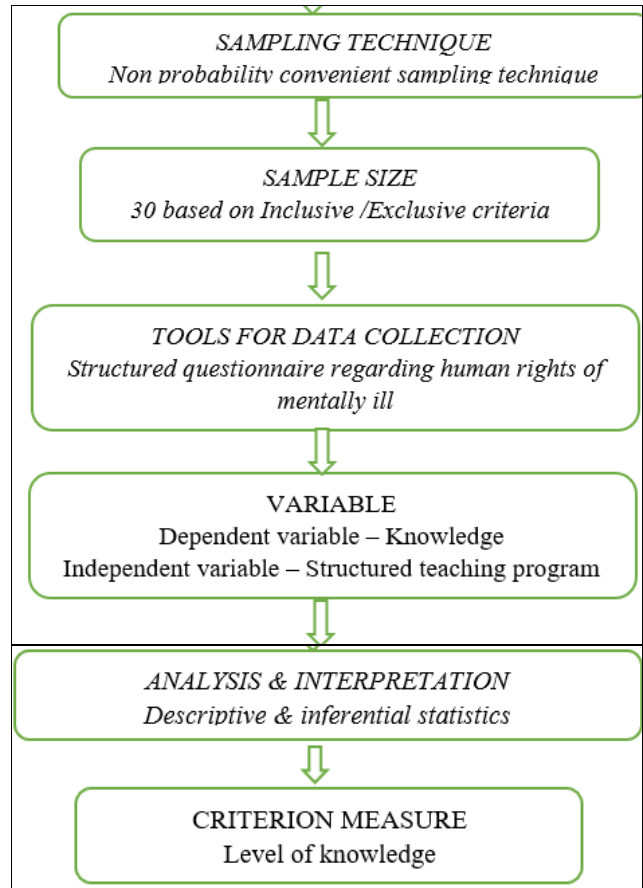 SAMPLING TECHNIQUE
Non probability convenient sampling technique
SAMPLE SIZE
30 based on Inclusive /Exclusive criteria
TOOLS FOR DATA COLLECTION
Structured questionnaire regarding human rights of
mentally ill
VARIABLE
Dependent variable – Knowledge
Independent variable – Structured teaching program
ANALYSIS & INTERPRETATION
Descriptive & inferential statistics
CRITERION MEASURE
Level of knowledge